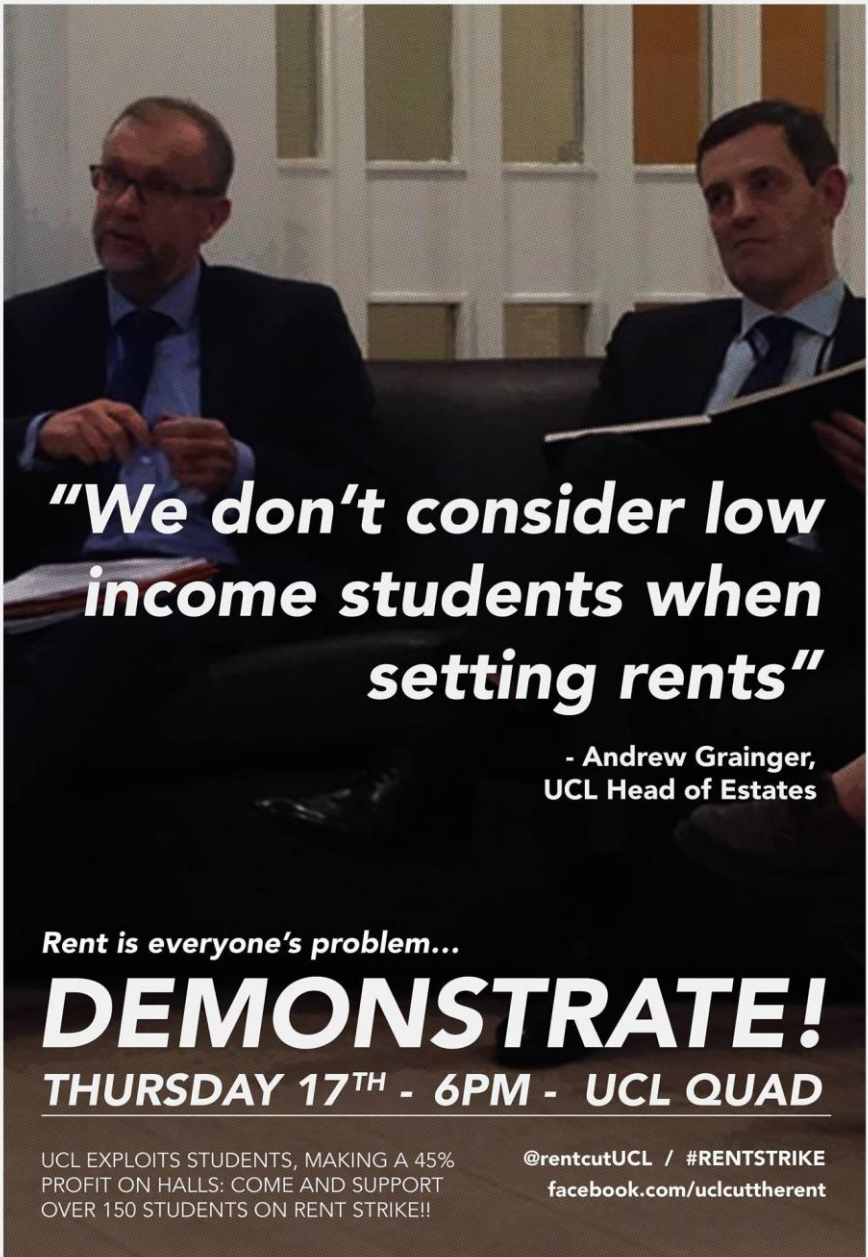 “We don’t consider low
income students when
setting rents”
- Andrew Grainger,
UCL Head of Estates
Rent is everyone’s problem...
DEMONSTRATE!
THURSDAY 17TH - 6PM - UCL QUAD
UCL EXPLOITS STUDENTS, MAKING A 45%
PROFIT ON HALLS: COME AND SUPPORT
OVER 150 STUDENTS ON RENT STRIKE!!
@rentcutUCL / #RENTSTRIKE
facebook.com/uclcuttherent